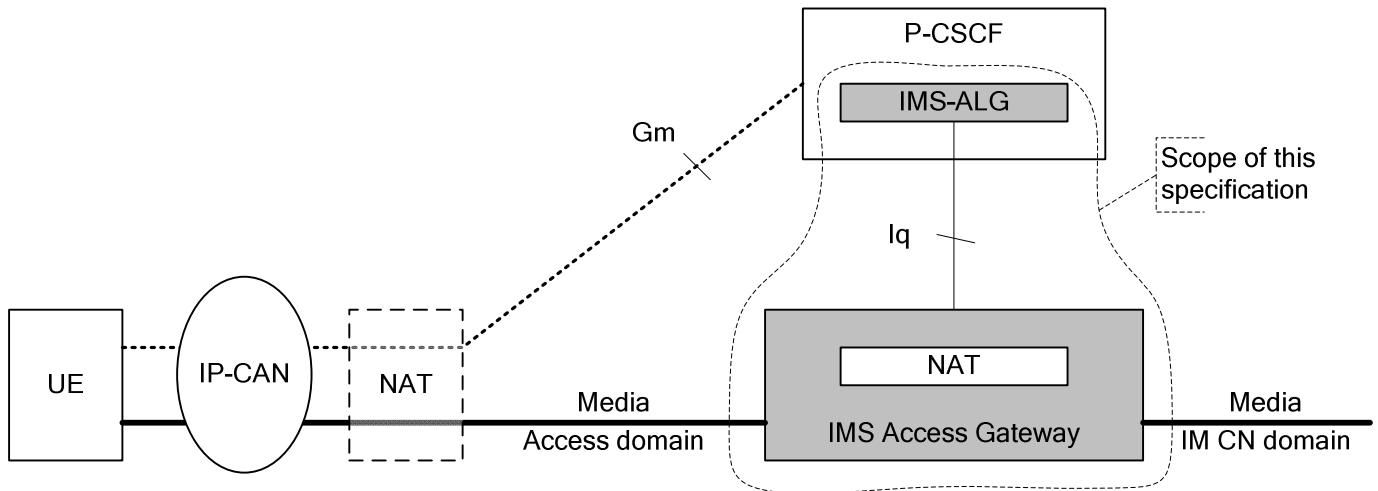 P-CSCF
IMS-ALG
Gm
Scope of this
specification
Iq
UE
IP-CAN
NAT
NAT
Media
Access domain
IMS Access Gateway
Media
IM CN domain